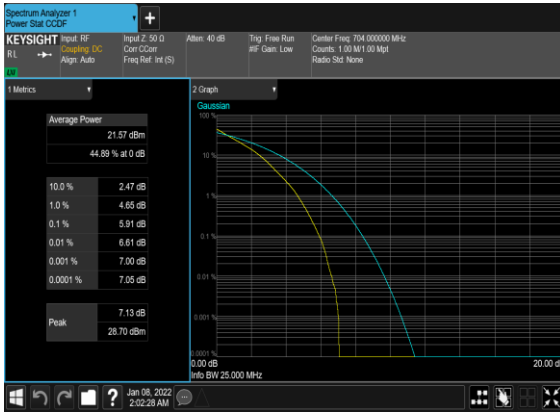 Spectrum Analyzer 1
Power Stat CCDF
KEYSIGHT
RL
LV
Input: RF
Coupling: DC
Align: Auto
Input Z: 50 Ω
Corr CCorr
Freq Ref: Int (S)
Atten: 40 dB
Trig: Free Run
#IF Gain: Low
Center Freq: 704.000000 MHz
Counts: 1.00 M/1.00 Mpt
Radio Std: None
1 Metrics
Average Power
21.57 dBm
44.89 % at 0 dB
10.0 % 2.47 dB
1.0 % 4.65 dB
0.1 % 5.91 dB
0.01 % 6.61 dB
0.001 % 7.00 dB
0.0001 % 7.05 dB
Peak
7.13 dB
28.70 dBm
2 Graph
Gaussian
100 %
10 %
1 %
0.1 %
0.01 %
0.001 %
0.0001 %
0.00 dB
20.00 d
Info BW 25.000 MHz
Jan 08, 2022
2:02:28 AM